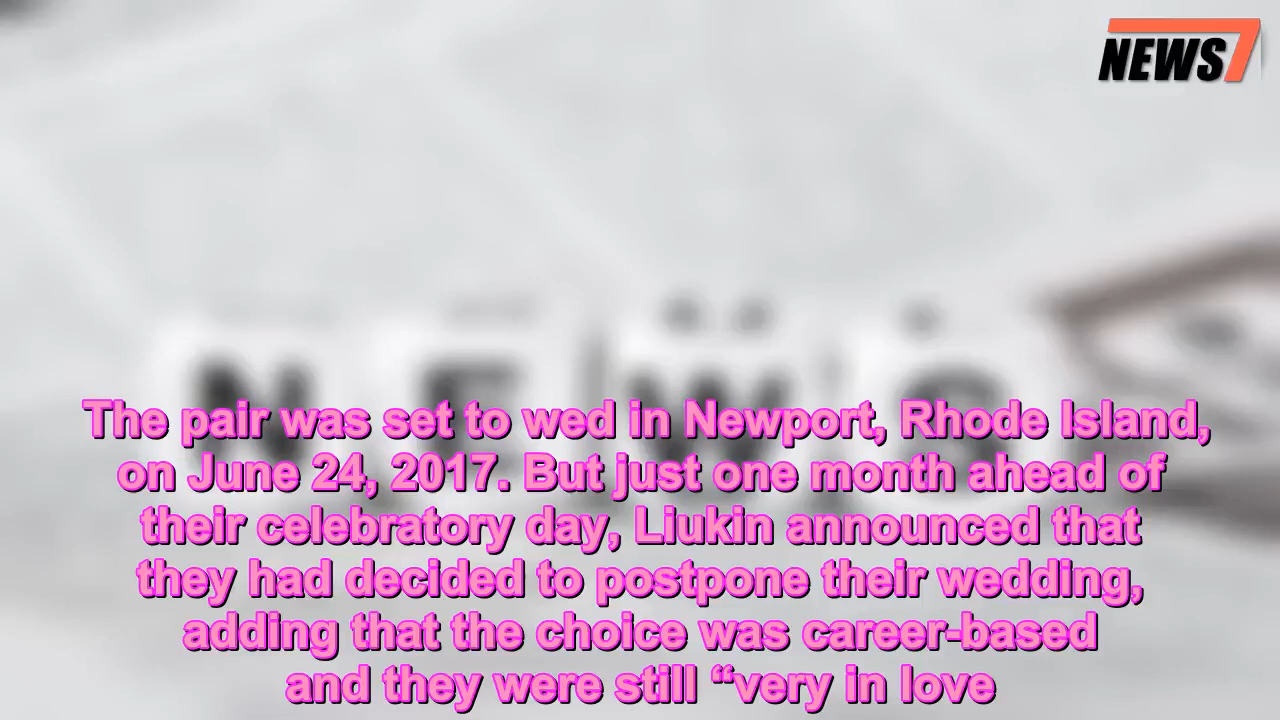 NEWS7
NEWS
The pair was set to wed in Newport, Rhode Island,
on June 24, 2017. But just one month ahead of
their celebratory day, Liukin announced that
they had decided to postpone their wedding,
adding that the choice was career-based
and they were still “very in love